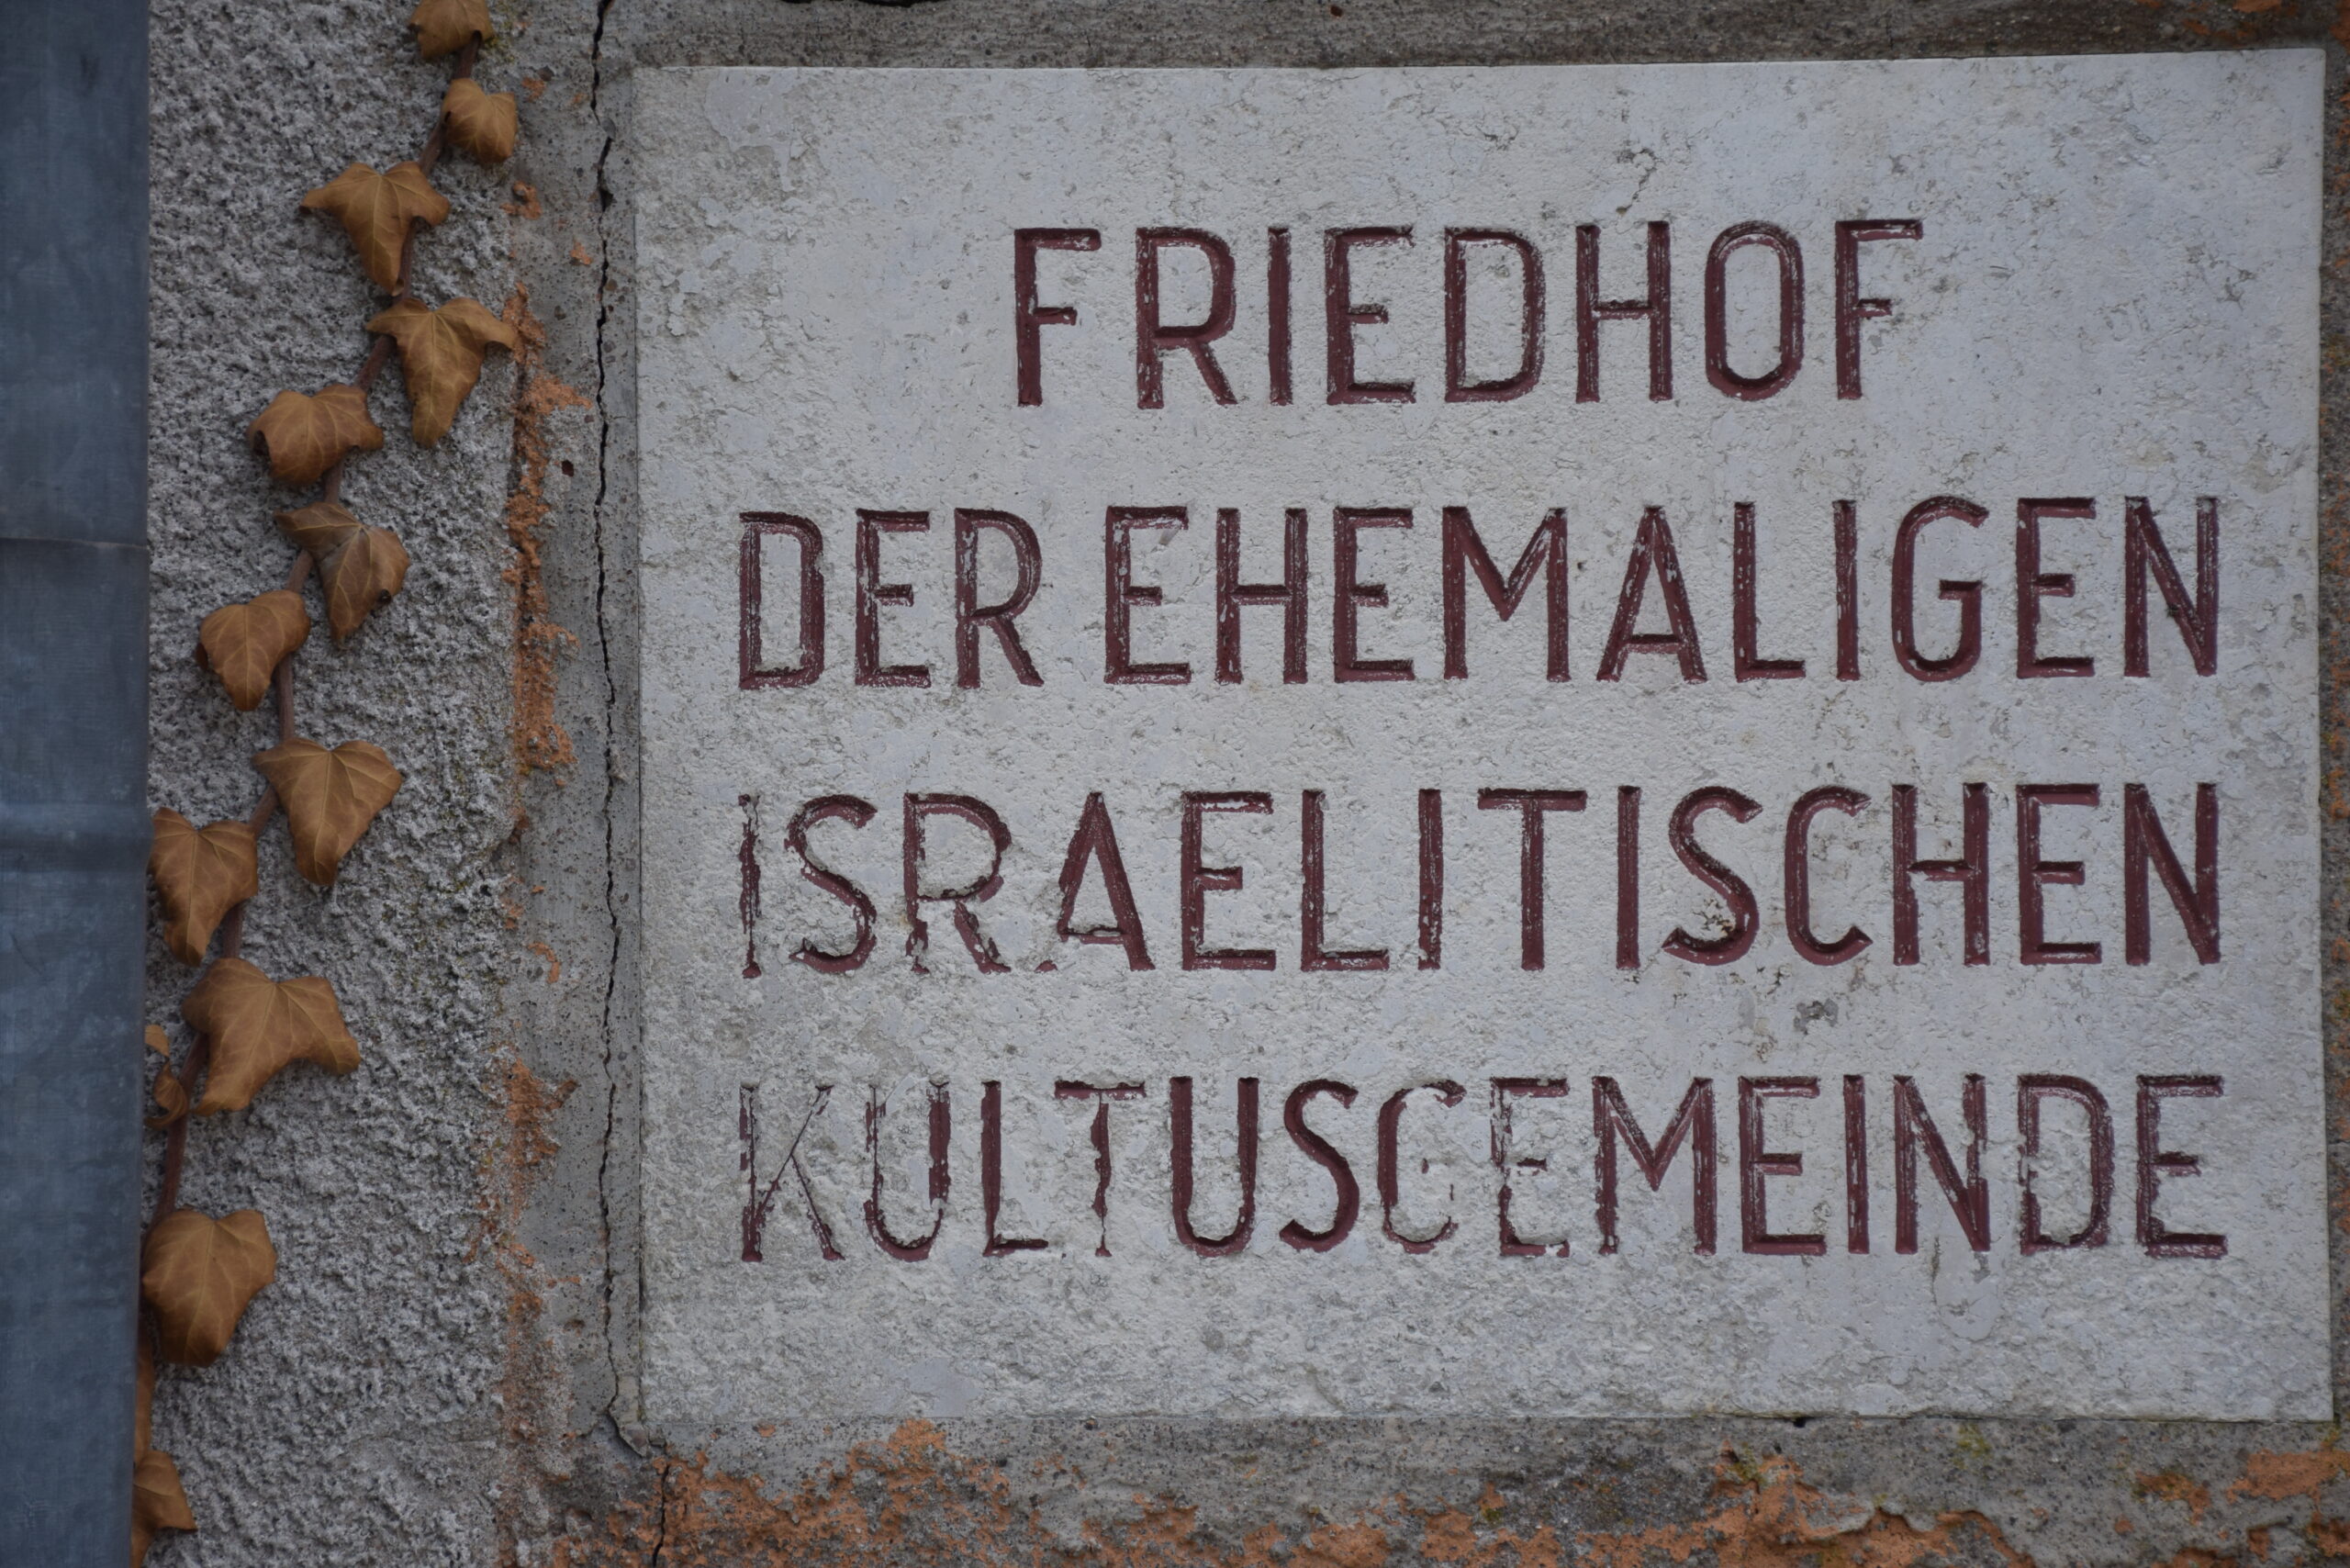 FRIEDHOF
DER EHEMALIGEN
ISRAELITISCHEN
KULTUSGEMEINDE